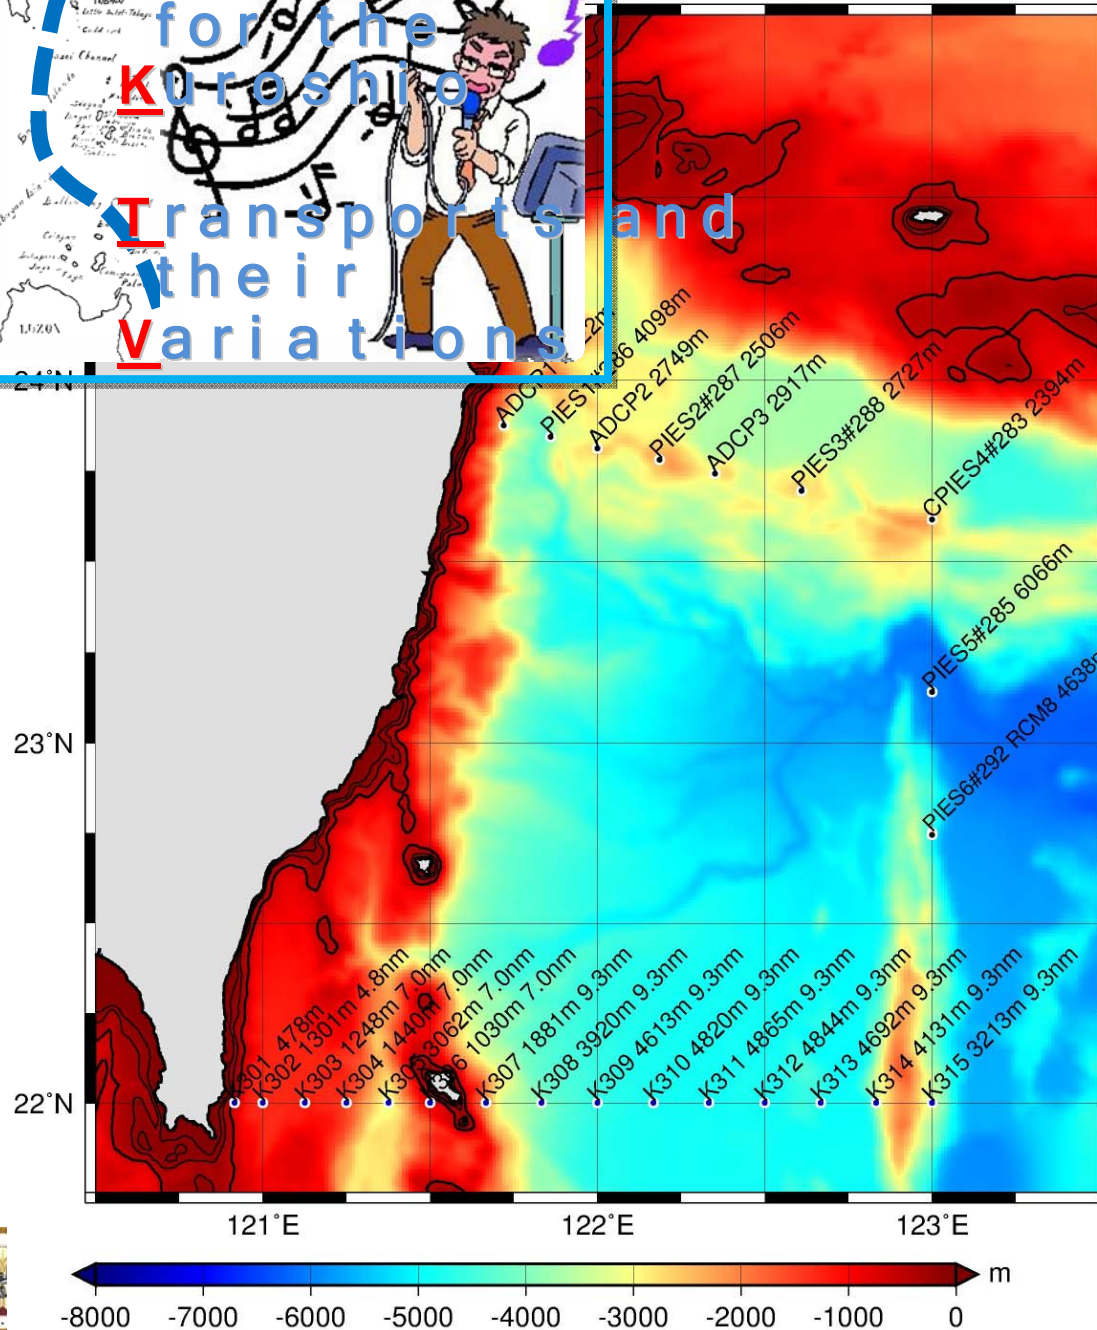 for the
Kuroshio
Transports and
their
Variations
LUZON
24°N
23°N
22°N
ADCP1
PIES1#286 4098m
ADCP2 2749m
PIES2#287 2506m
ADCP3 2917m
PIES3#288 2727m
CPIES4#283 2394m
PIES5#285 6066m
PIES6#292 RCM8 4638m
K301 478m
K302 1301m 4.8nm
K303 1248m 7.0nm
K304 1440m 7.0nm
3062m 7.0nm
1030m 7.0nm
K307 1881m 9.3nm
K308 3920m 9.3nm
K309 4613m 9.3nm
K310 4820m 9.3nm
K311 4865m 9.3nm
K312 4844m 9.3nm
K313 4692m 9.3nm
K314 4131m 9.3nm
K315 3213m 9.3nm
121°E 122°E 123°E
m
-8000 -7000 -6000 -5000 -4000 -3000 -2000 -1000 0